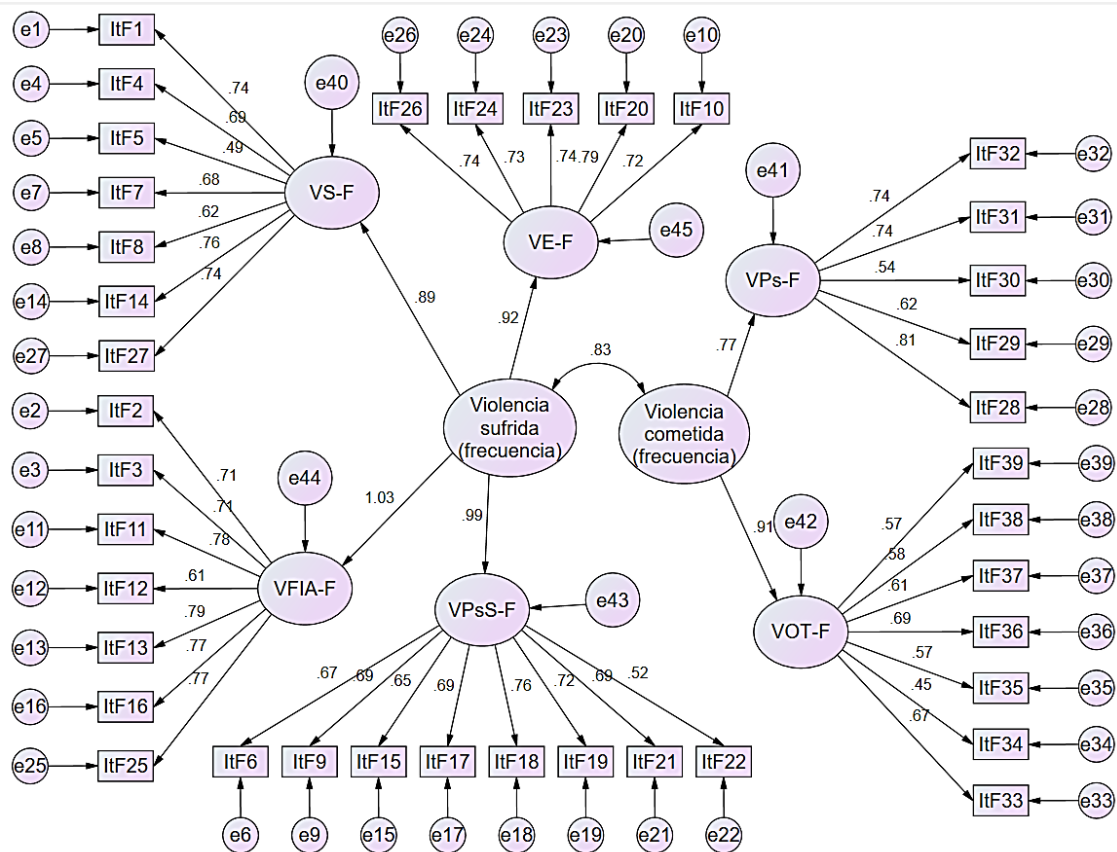 e1 ItF1
e4 ItF4
e5 ItF5
e7 ItF7
e8 ItF8
e14 ItF14
e27 ItF27
.74
.69
.49
.68
.62
.76
.74
e40
VS-F
e26 e24 e23 e20 e10
ItF26 ItF24 ItF23 ItF20 ItF10
.74 .73 .74 .79 .72
VE-F
e45
e41
VPs-F
.74
.74
.54
.62
.81
ItF32 e32
ItF31 e31
ItF30 e30
ItF29 e29
ItF28 e28
.89
.92
.83
.77
Violencia
sufrida
(frecuencia)
Violencia
cometida
(frecuencia)
e2 ItF2
e3 ItF3
e11 ItF11
e12 ItF12
e13 ItF13
e16 ItF16
e25 ItF25
.71
.71
.78
.61
.79
.77
.77
e44
VFIA-F
1.03
.99
VPsS-F
e43
.67 .69 .65 .69 .76 .72 .69 .52
ItF6 ItF9 ItF15 ItF17 ItF18 ItF19 ItF21 ItF22
e6 e9 e15 e17 e18 e19 e21 e22
.91
e42
VOT-F
.57
.58
.61
.69
.57
.45
.67
ItF39 e39
ItF38 e38
ItF37 e37
ItF36 e36
ItF35 e35
ItF34 e34
ItF33 e33